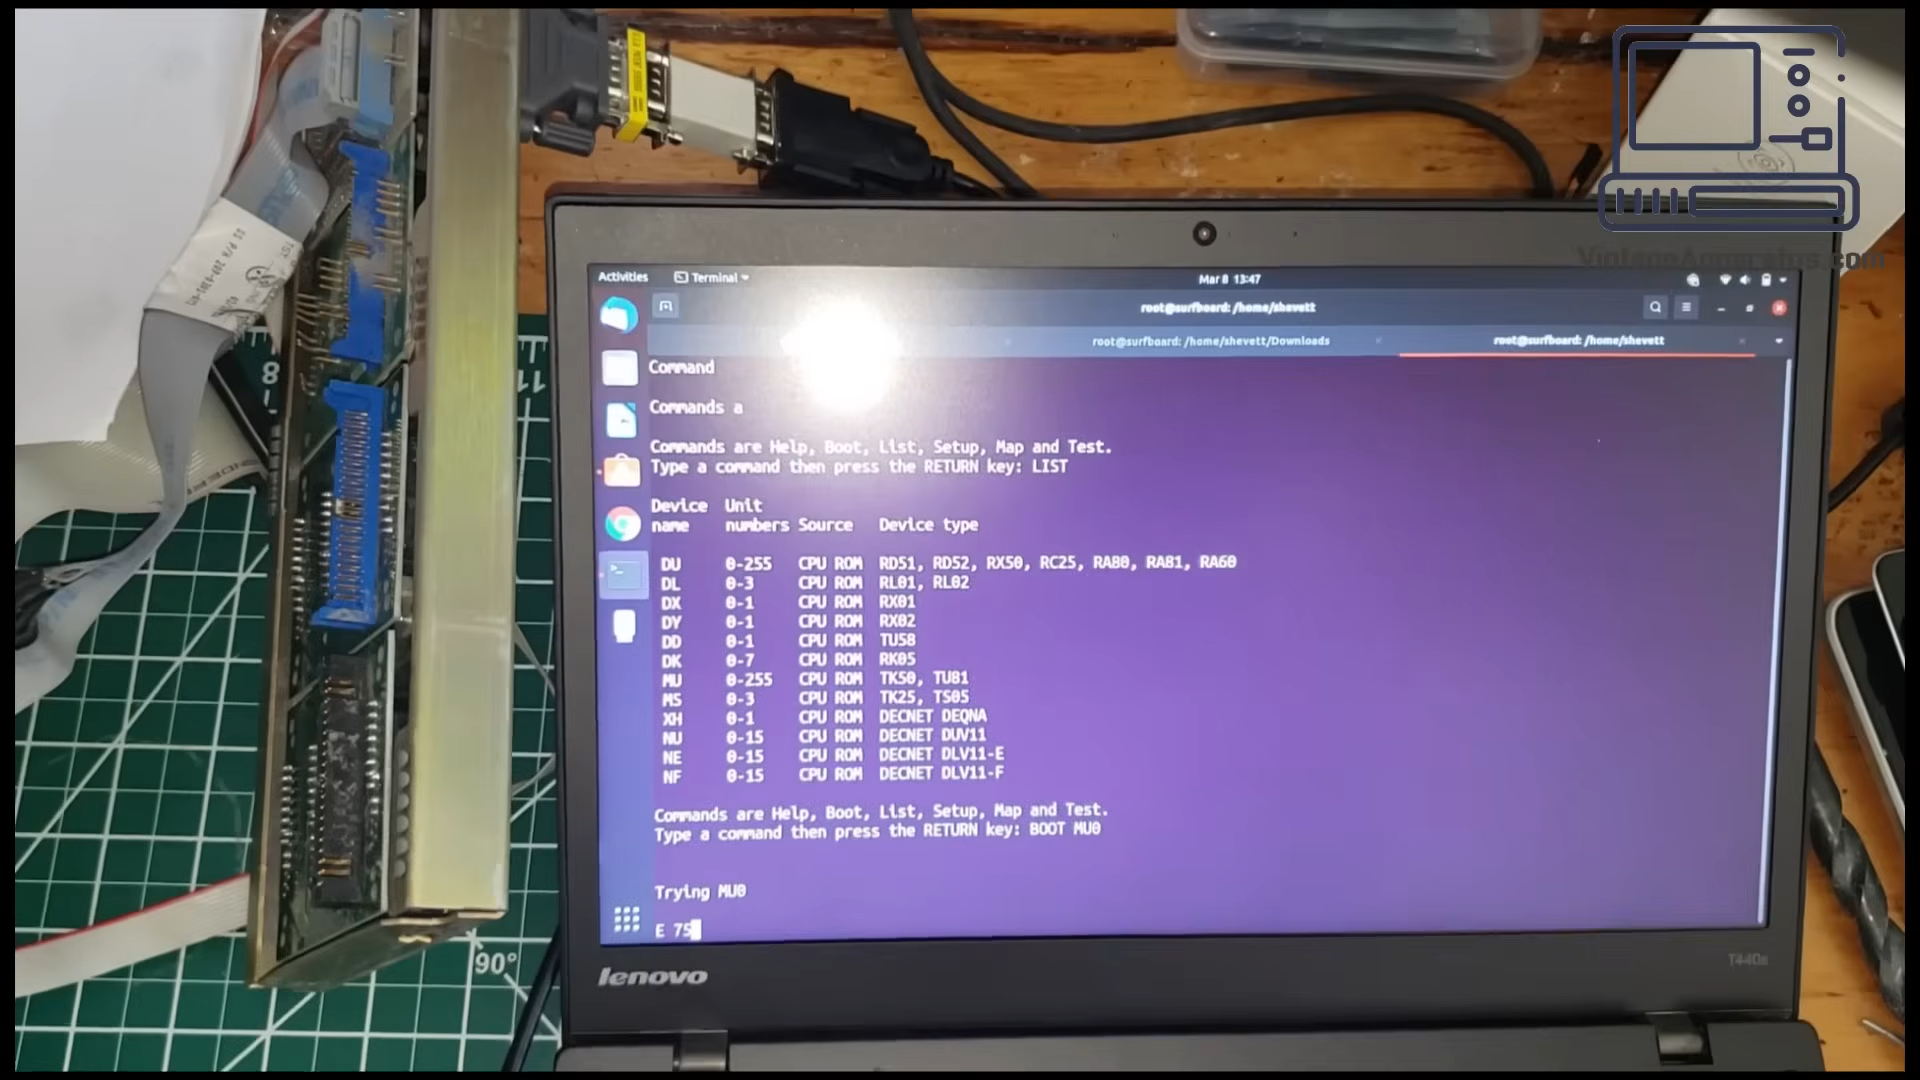 VintageApparatus.com
8
11
90°
Activities
Terminal
Mar 8 13:47
root@surfboard: /home/shevett
root@surfboard: /home/shevett/Downloads
root@surfboard: /home/shevett
Command
Commands a
Commands are Help, Boot, List, Setup, Map and Test.
Type a command then press the RETURN key: LIST
Device Unit
name numbers Source Device type
DU 0-255 CPU ROM RD51, RD52, RX50, RC25, RA80, RA81, RA60
DL 0-3 CPU ROM RL01, RL02
DX 0-1 CPU ROM RX01
DY 0-1 CPU ROM RX02
DD 0-1 CPU ROM TU58
DK 0-7 CPU ROM RK05
MU 0-255 CPU ROM TK50, TU81
MS 0-3 CPU ROM TK25, TS05
XH 0-1 CPU ROM DECNET DEQNA
NU 0-15 CPU ROM DECNET DUV11
NE 0-15 CPU ROM DECNET DLV11-E
NF 0-15 CPU ROM DECNET DLV11-F
Commands are Help, Boot, List, Setup, Map and Test.
Type a command then press the RETURN key: BOOT MU0
Trying MU0
E 75
lenovo
T440s